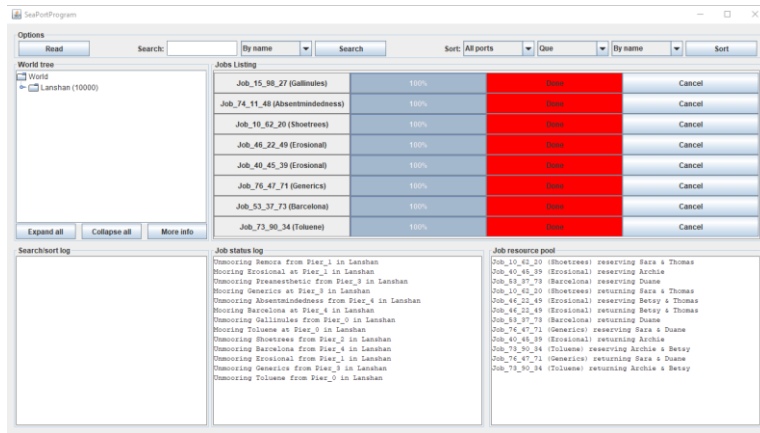 SeaPortProgram
Options
Read Search: By name Search Sort: All ports Que By name Sort
World tree
World
Lanshan (10000)
Expand all Collapse all More info
Jobs Listing
Job_15_98_27 (Gallinules) 100% Done Cancel
Job_74_11_48 (Absentmindedness) 100% Done Cancel
Job_10_62_20 (Shoetrees) 100% Done Cancel
Job_46_22_49 (Erosional) 100% Done Cancel
Job_40_45_39 (Erosional) 100% Done Cancel
Job_76_47_71 (Generics) 100% Done Cancel
Job_53_37_73 (Barcelona) 100% Done Cancel
Job_73_90_34 (Toluene) 100% Done Cancel
Search/sort log
Job status log
Unmooring Remora from Pier_1 in Lanshan
Mooring Erosional at Pier_1 in Lanshan
Unmooring Preanesthetic from Pier_3 in Lanshan
Mooring Generics at Pier_3 in Lanshan
Unmooring Absentmindedness from Pier_4 in Lanshan
Mooring Barcelona at Pier_4 in Lanshan
Unmooring Gallinules from Pier_0 in Lanshan
Mooring Toluene at Pier_0 in Lanshan
Unmooring Shoetrees from Pier_2 in Lanshan
Unmooring Barcelona from Pier_4 in Lanshan
Unmooring Erosional from Pier_1 in Lanshan
Unmooring Generics from Pier_3 in Lanshan
Unmooring Toluene from Pier_0 in Lanshan
Job resource pool
Job_10_62_20 (Shoetrees) reserving Sara & Thomas
Job_40_45_39 (Erosional) reserving Archie
Job_53_37_73 (Barcelona) reserving Duane
Job_10_62_20 (Shoetrees) returning Sara & Thomas
Job_46_22_49 (Erosional) reserving Betsy & Thomas
Job_46_22_49 (Erosional) returning Betsy & Thomas
Job_53_37_73 (Barcelona) returning Duane
Job_76_47_71 (Generics) reserving Sara & Duane
Job_40_45_39 (Erosional) returning Archie
Job_73_90_34 (Toluene) reserving Archie & Betsy
Job_76_47_71 (Generics) returning Sara & Duane
Job_73_90_34 (Toluene) returning Archie & Betsy